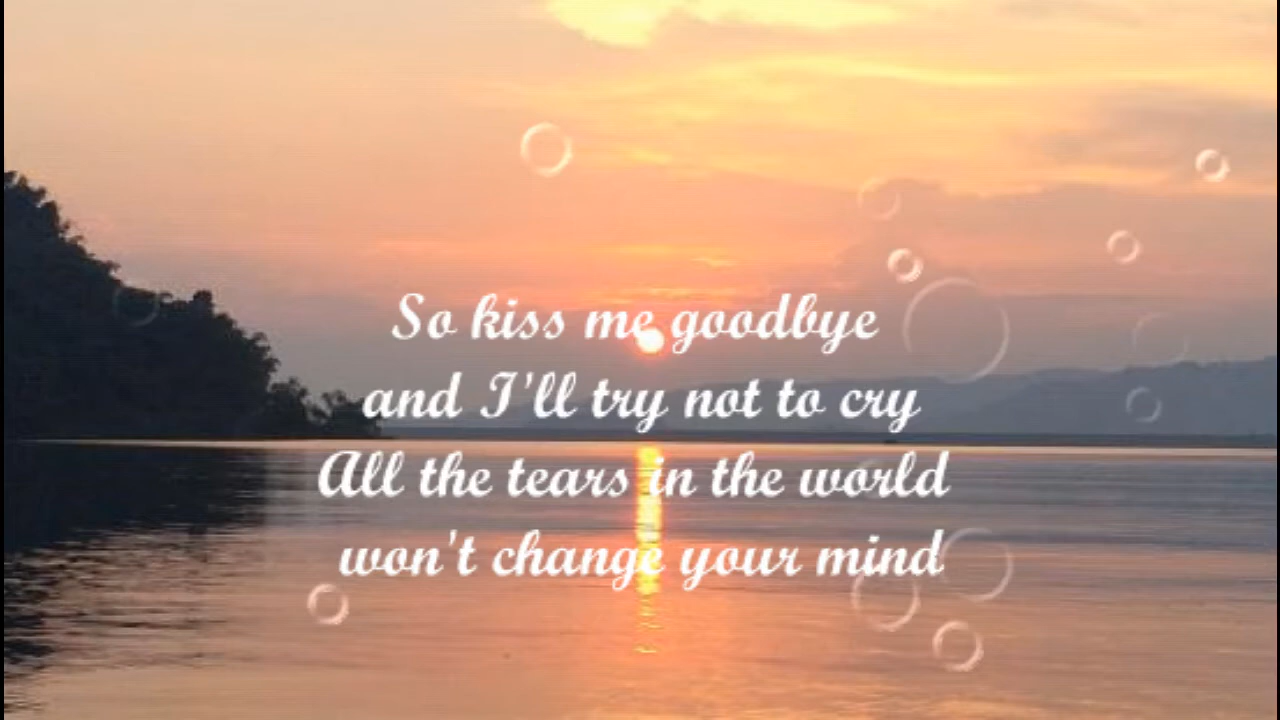 So kiss me goodbye
and I'll try not to cry
All the tears in the world
won't change your mind